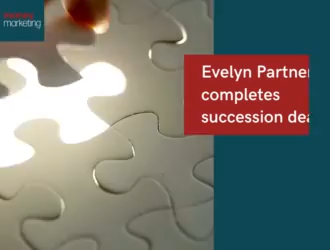 marketing
Evelyn Partner
completes
succession dea